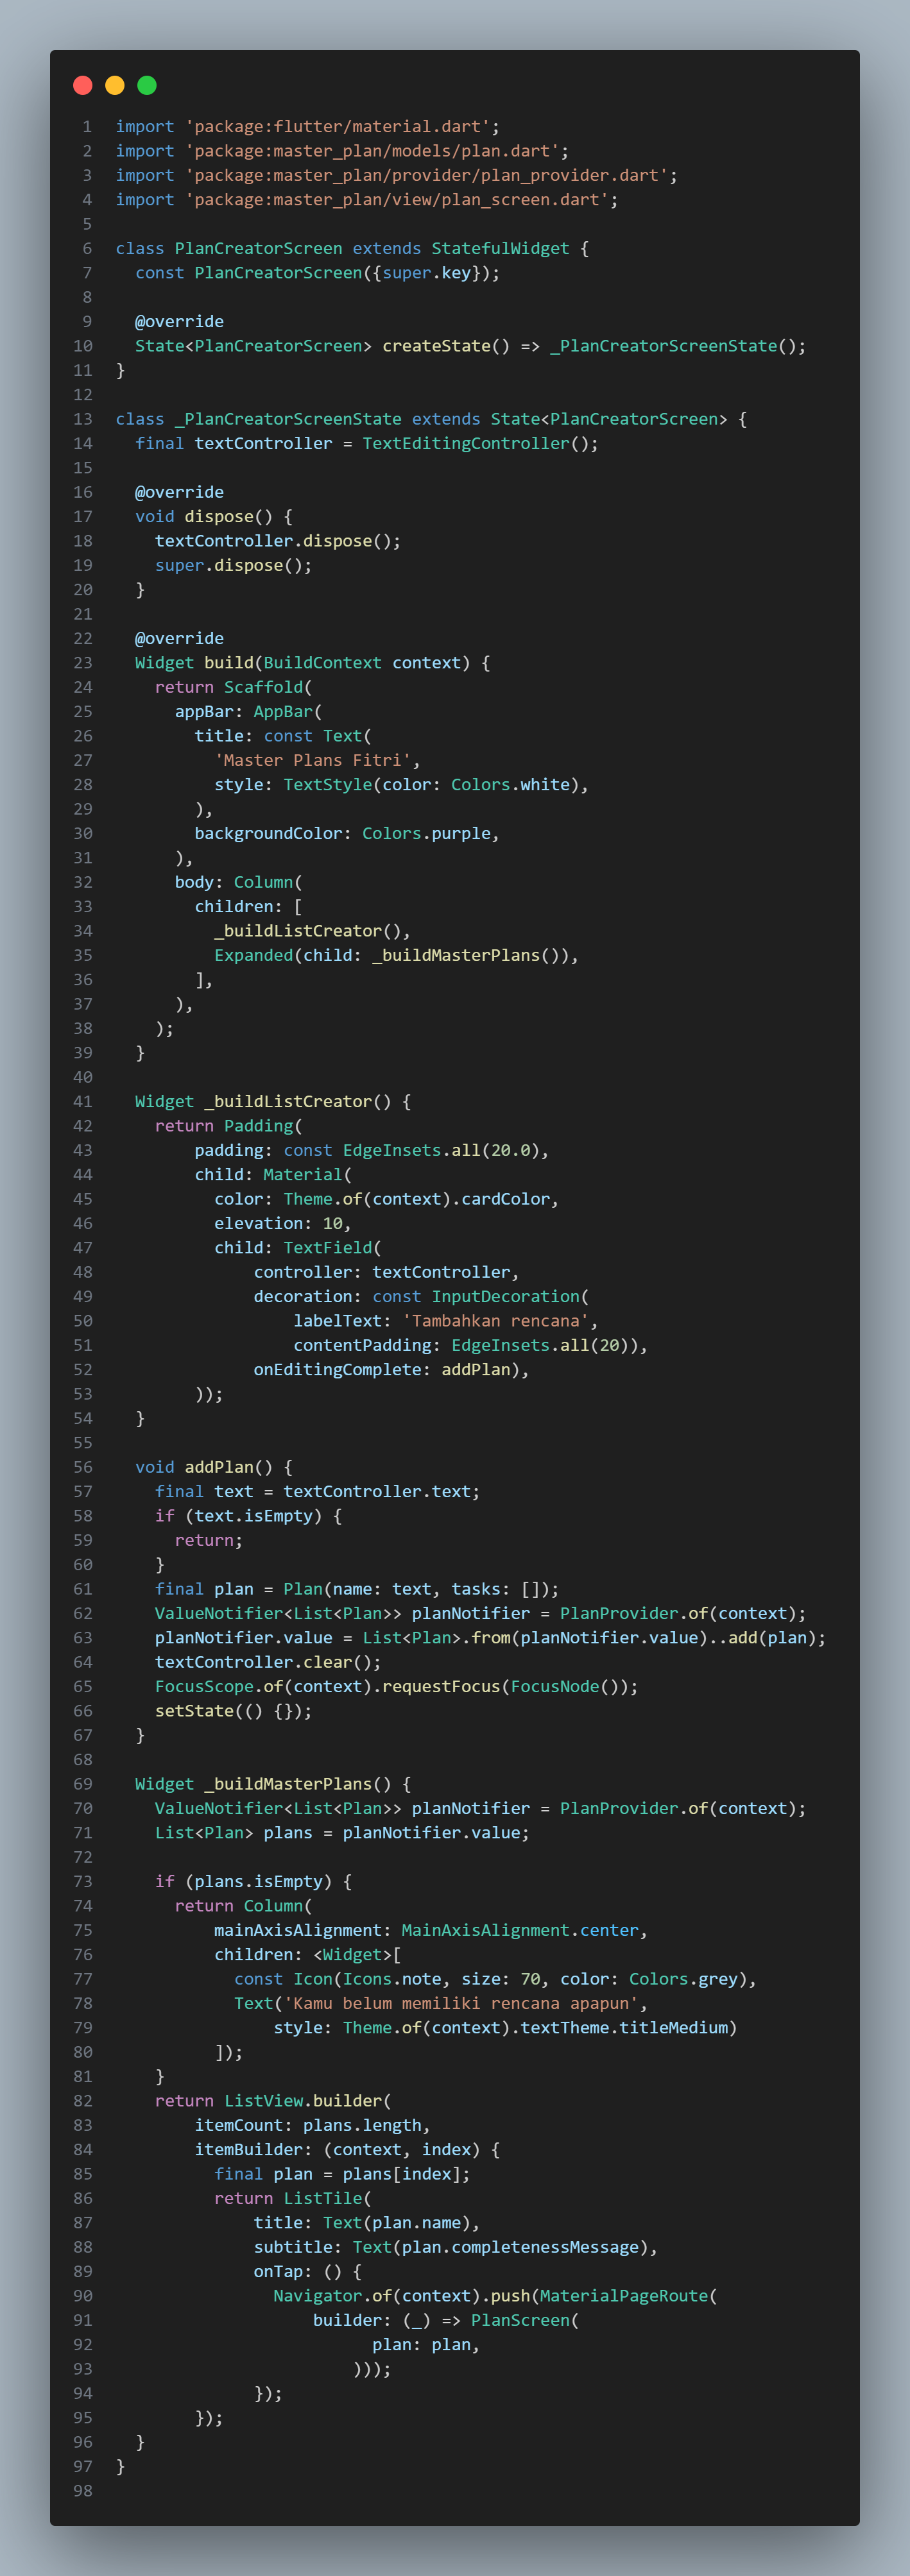 1 import 'package:flutter/material.dart';
2 import 'package:master_plan/models/plan.dart';
3 import 'package:master_plan/provider/plan_provider.dart';
4 import 'package:master_plan/view/plan_screen.dart';
5
6 class PlanCreatorScreen extends StatefulWidget {
7   const PlanCreatorScreen({super.key});
8
9   @override
10   State<PlanCreatorScreen> createState() => _PlanCreatorScreenState();
11 }
12
13 class _PlanCreatorScreenState extends State<PlanCreatorScreen> {
14   final textController = TextEditingController();
15
16   @override
17   void dispose() {
18     textController.dispose();
19     super.dispose();
20   }
21
22   @override
23   Widget build(BuildContext context) {
24     return Scaffold(
25       appBar: AppBar(
26         title: const Text(
27           'Master Plans Fitri',
28           style: TextStyle(color: Colors.white),
29         ),
30         backgroundColor: Colors.purple,
31       ),
32       body: Column(
33         children: [
34           _buildListCreator(),
35           Expanded(child: _buildMasterPlans()),
36         ],
37       ),
38     );
39   }
40
41   Widget _buildListCreator() {
42     return Padding(
43         padding: const EdgeInsets.all(20.0),
44         child: Material(
45           color: Theme.of(context).cardColor,
46           elevation: 10,
47           child: TextField(
48               controller: textController,
49               decoration: const InputDecoration(
50                   labelText: 'Tambahkan rencana',
51                   contentPadding: EdgeInsets.all(20)),
52               onEditingComplete: addPlan),
53         ));
54   }
55
56   void addPlan() {
57     final text = textController.text;
58     if (text.isEmpty) {
59       return;
60     }
61     final plan = Plan(name: text, tasks: []);
62     ValueNotifier<List<Plan>> planNotifier = PlanProvider.of(context);
63     planNotifier.value = List<Plan>.from(planNotifier.value)..add(plan);
64     textController.clear();
65     FocusScope.of(context).requestFocus(FocusNode());
66     setState(() {});
67   }
68
69   Widget _buildMasterPlans() {
70     ValueNotifier<List<Plan>> planNotifier = PlanProvider.of(context);
71     List<Plan> plans = planNotifier.value;
72
73     if (plans.isEmpty) {
74       return Column(
75           mainAxisAlignment: MainAxisAlignment.center,
76           children: <Widget>[
77             const Icon(Icons.note, size: 70, color: Colors.grey),
78             Text('Kamu belum memiliki rencana apapun',
79                 style: Theme.of(context).textTheme.titleMedium)
80           ]);
81     }
82     return ListView.builder(
83         itemCount: plans.length,
84         itemBuilder: (context, index) {
85           final plan = plans[index];
86           return ListTile(
87               title: Text(plan.name),
88               subtitle: Text(plan.completenessMessage),
89               onTap: () {
90                 Navigator.of(context).push(MaterialPageRoute(
91                     builder: (_) => PlanScreen(
92                           plan: plan,
93                         )));
94               });
95         });
96   }
97 }
98